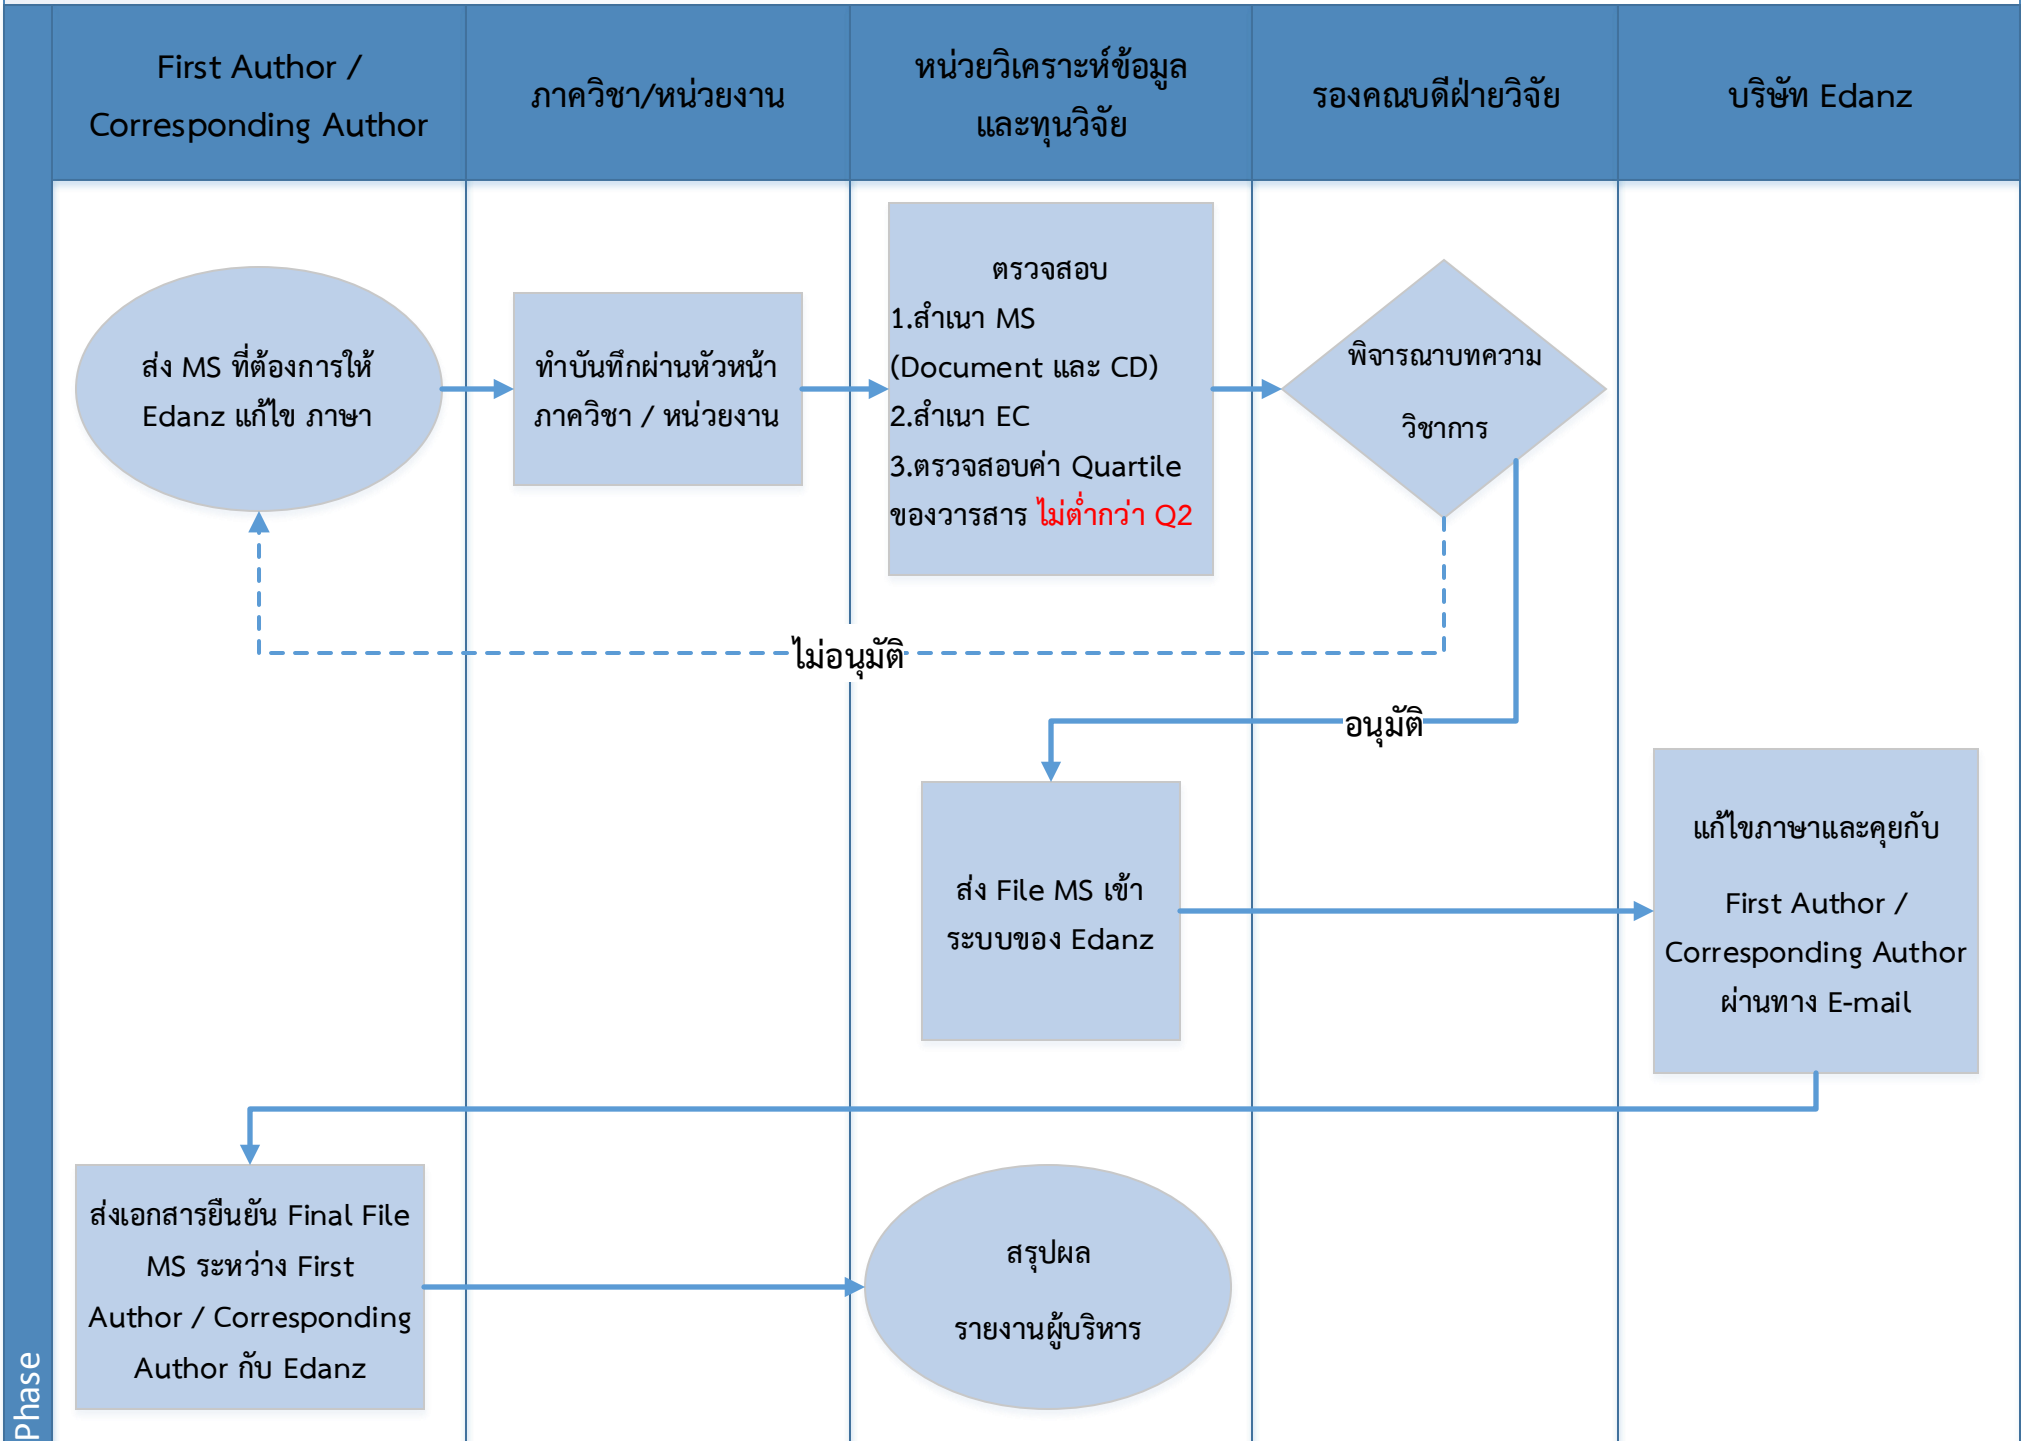 First Author /
Corresponding Author
ภาควิชา/หน่วยงาน
หน่วยวิเคราะห์ข้อมูล
และทุนวิจัย
รองคณบดีฝ่ายวิจัย
บริษัท Edanz
ส่ง MS ที่ต้องการให้
Edanz แก้ไข ภาษา
ทำบันทึกผ่านหัวหน้า
ภาควิชา / หน่วยงาน
ตรวจสอบ
1.สำเนา MS
(Document และ CD)
2.สำเนา EC
3.ตรวจสอบค่า Quartile
ของวารสาร ไม่ต่ำกว่า Q2
พิจารณาบทความ
วิชาการ
ไม่อนุมัติ
อนุมัติ
ส่ง File MS เข้า
ระบบของ Edanz
แก้ไขภาษาและคุยกับ
First Author /
Corresponding Author
ผ่านทาง E-mail
ส่งเอกสารยืนยัน Final File
MS ระหว่าง First
Author / Corresponding
Author กับ Edanz
สรุปผล
รายงานผู้บริหาร
Phase